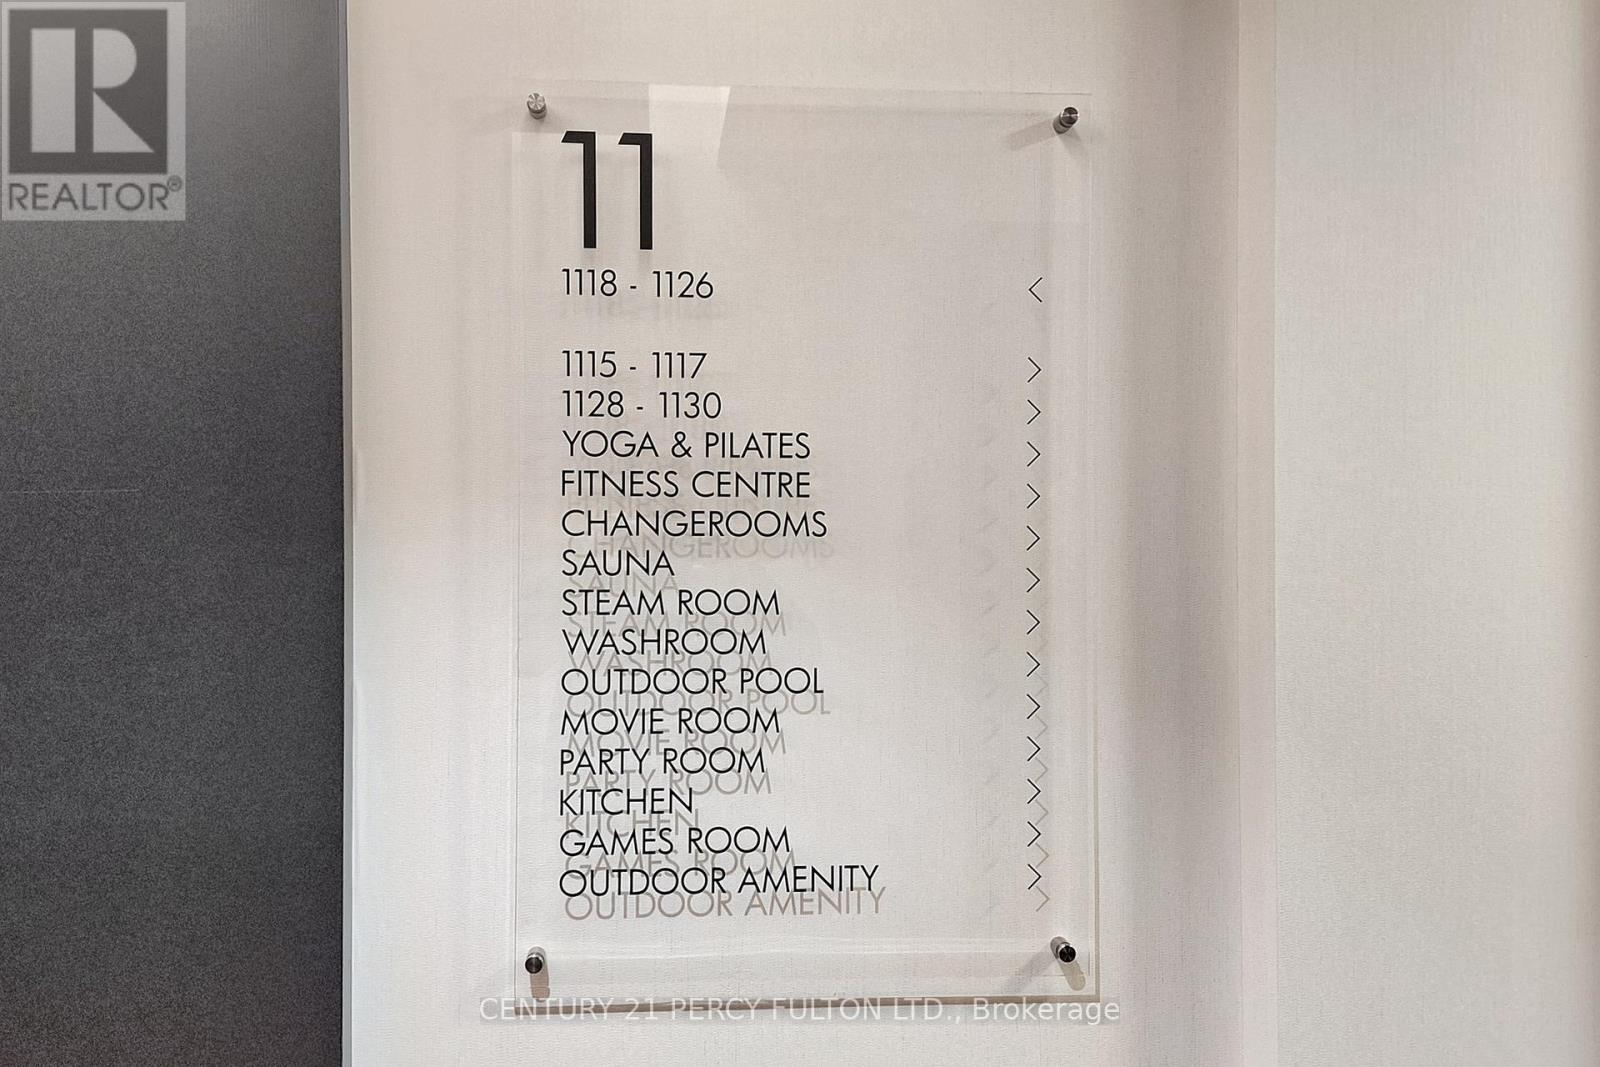 R
REALTOR®
11
1118 - 1126 <
1115 - 1117 >
1128 - 1130 >
YOGA & PILATES >
FITNESS CENTRE >
CHANGEROOMS >
SAUNA >
STEAM ROOM >
WASHROOM >
OUTDOOR POOL >
MOVIE ROOM >
PARTY ROOM >
KITCHEN >
GAMES ROOM >
OUTDOOR AMENITY >
CENTURY 21 PERCY FULTON LTD., Brokerage